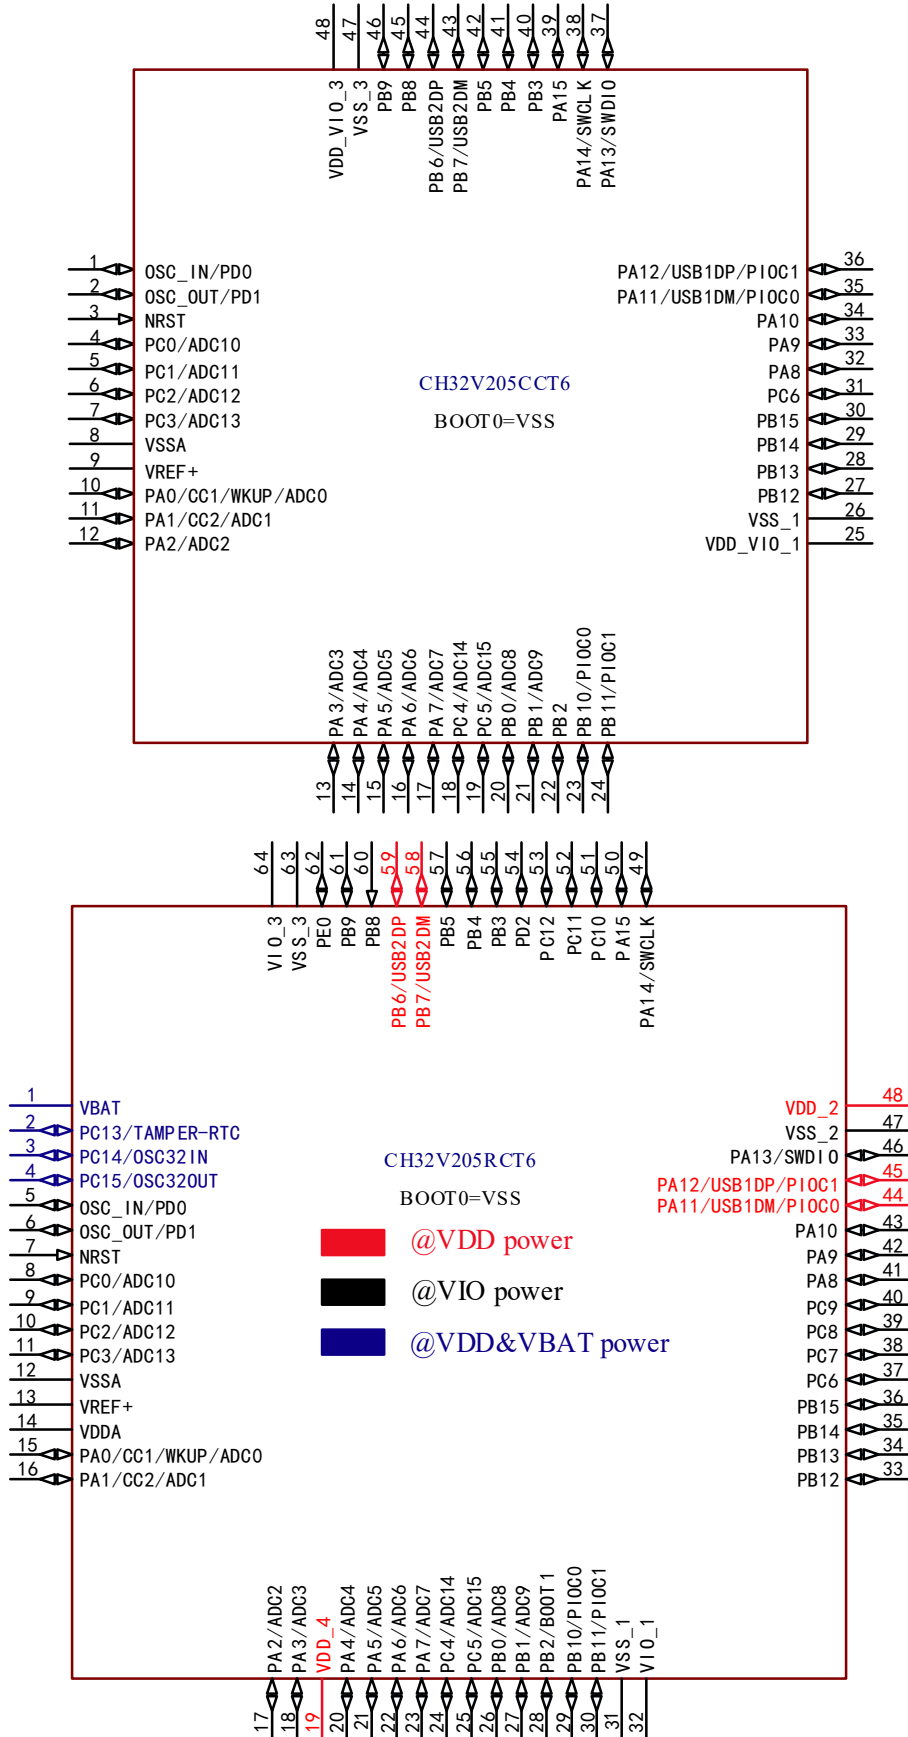 48 47 46 45 44 43 42 41 40 39 38 37
VDD_VIO_3
VSS_3
PB9
PB8
PB6/USB2DP
PB7/USB2DM
PB5
PB4
PB3
PA15
PA14/SWCLK
PA13/SWDIO
1 OSC_IN/PD0
2 OSC_OUT/PD1
3 NRST
4 PC0/ADC10
5 PC1/ADC11
6 PC2/ADC12
7 PC3/ADC13
8 VSSA
9 VREF+
10 PA0/CC1/WKUP/ADC0
11 PA1/CC2/ADC1
12 PA2/ADC2
CH32V205CCT6
BOOT0=VSS
PA12/USB1DP/PIOC1 36
PA11/USB1DM/PIOC0 35
PA10 34
PA9 33
PA8 32
PC6 31
PB15 30
PB14 29
PB13 28
PB12 27
VSS_1 26
VDD_VIO_1 25
PA3/ADC3
PA4/ADC4
PA5/ADC5
PA6/ADC6
PA7/ADC7
PC4/ADC14
PC5/ADC15
PB0/ADC8
PB1/ADC9
PB2
PB10/PIOC0
PB11/PIOC1
13 14 15 16 17 18 19 20 21 22 23 24
64 63 62 61 60 59 58 57 56 55 54 53 52 51 50 49
VIO_3
VSS_3
PE0
PB9
PB8
PB6/USB2DP
PB7/USB2DM
PB5
PB4
PB3
PD2
PC12
PC11
PC10
PA15
PA14/SWCLK
1 VBAT
2 PC13/TAMPER-RTC
3 PC14/OSC32IN
4 PC15/OSC32OUT
5 OSC_IN/PD0
6 OSC_OUT/PD1
7 NRST
8 PC0/ADC10
9 PC1/ADC11
10 PC2/ADC12
11 PC3/ADC13
12 VSSA
13 VREF+
14 VDDA
15 PA0/CC1/WKUP/ADC0
16 PA1/CC2/ADC1
CH32V205RCT6
BOOT0=VSS
@VDD power
@VIO power
@VDD&VBAT power
VDD_2 48
VSS_2 47
PA13/SWDIO 46
PA12/USB1DP/PIOC1 45
PA11/USB1DM/PIOC0 44
PA10 43
PA9 42
PA8 41
PC9 40
PC8 39
PC7 38
PC6 37
PB15 36
PB14 35
PB13 34
PB12 33
PA2/ADC2
PA3/ADC3
VDD_4
PA4/ADC4
PA5/ADC5
PA6/ADC6
PA7/ADC7
PC4/ADC14
PC5/ADC15
PB0/ADC8
PB1/ADC9
PB2/BOOT1
PB10/PIOC0
PB11/PIOC1
VSS_1
VIO_1
17 18 19 20 21 22 23 24 25 26 27 28 29 30 31 32